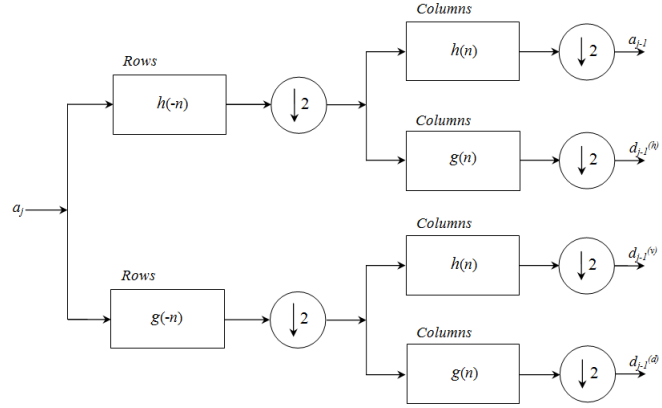 Columns
h(n)
↓ 2
a_{j-1}
Rows
h(-n)
↓ 2
Columns
g(n)
↓ 2
d_{j-1}^{(h)}
a_j
Columns
h(n)
↓ 2
d_{j-1}^{(v)}
Rows
g(-n)
↓ 2
Columns
g(n)
↓ 2
d_{j-1}^{(d)}